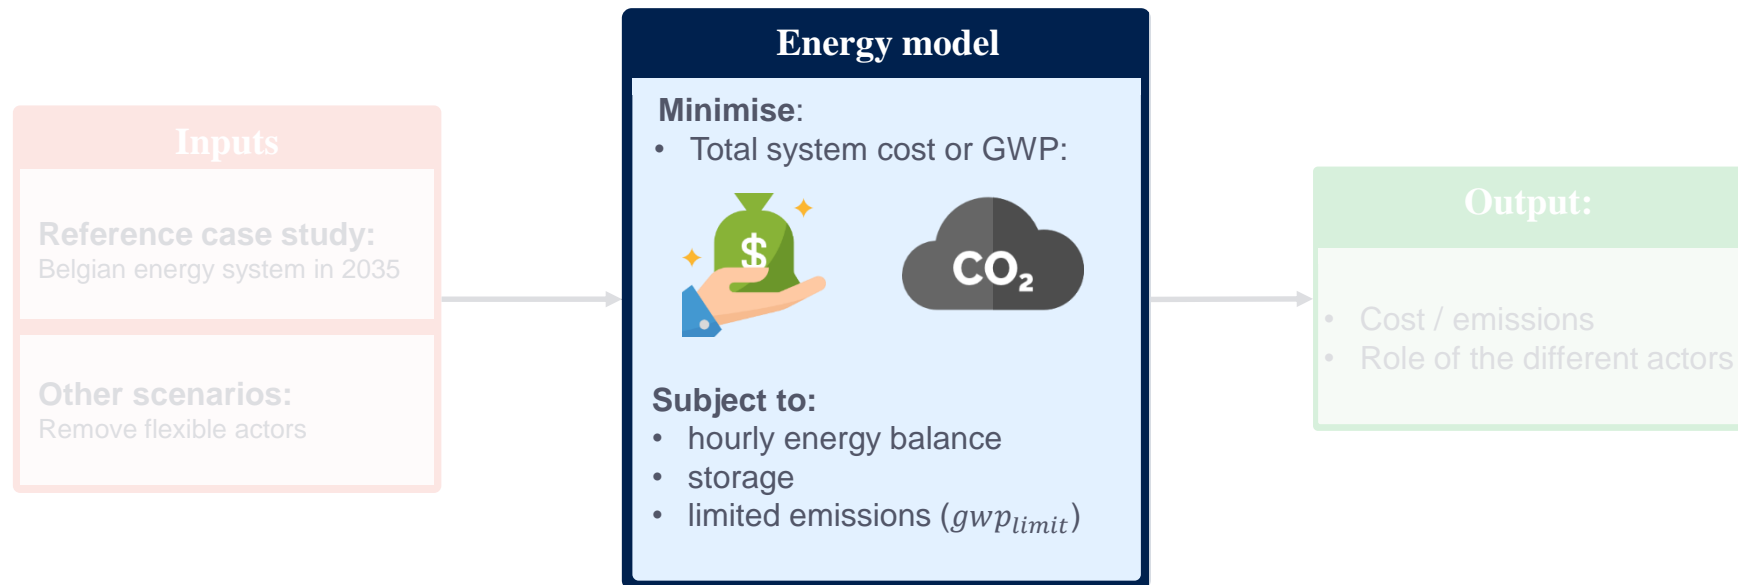 Inputs
Reference case study:
Belgian energy system in 2035
Other scenarios:
Remove flexible actors
Energy model
Minimise:
• Total system cost or GWP:
$
CO₂
Subject to:
• hourly energy balance
• storage
• limited emissions (gwp_limit)
Output:
• Cost / emissions
• Role of the different actors